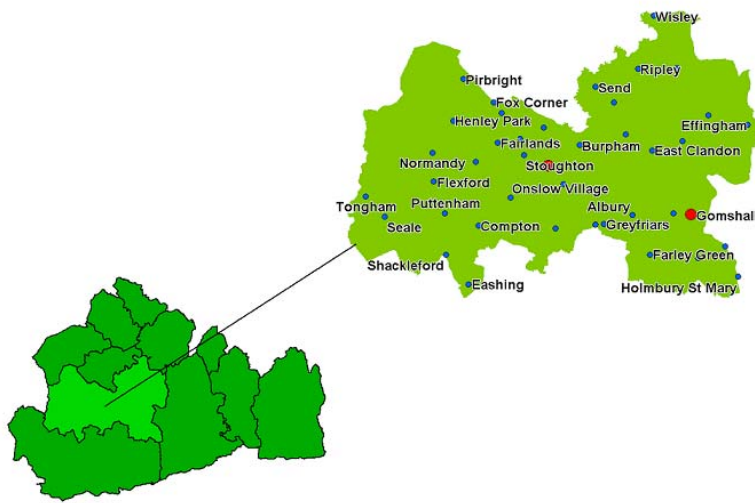 Wisley
Ripley
Pirbright
Send
Fox Corner
Henley Park
Effingham
Fairlands
Burpham
East Clandon
Normandy
Stoughton
Flexford
Onslow Village
Tongham
Puttenham
Albury
Gomshall
Seale
Compton
Greyfriars
Shackleford
Farley Green
Eashing
Holmbury St Mary